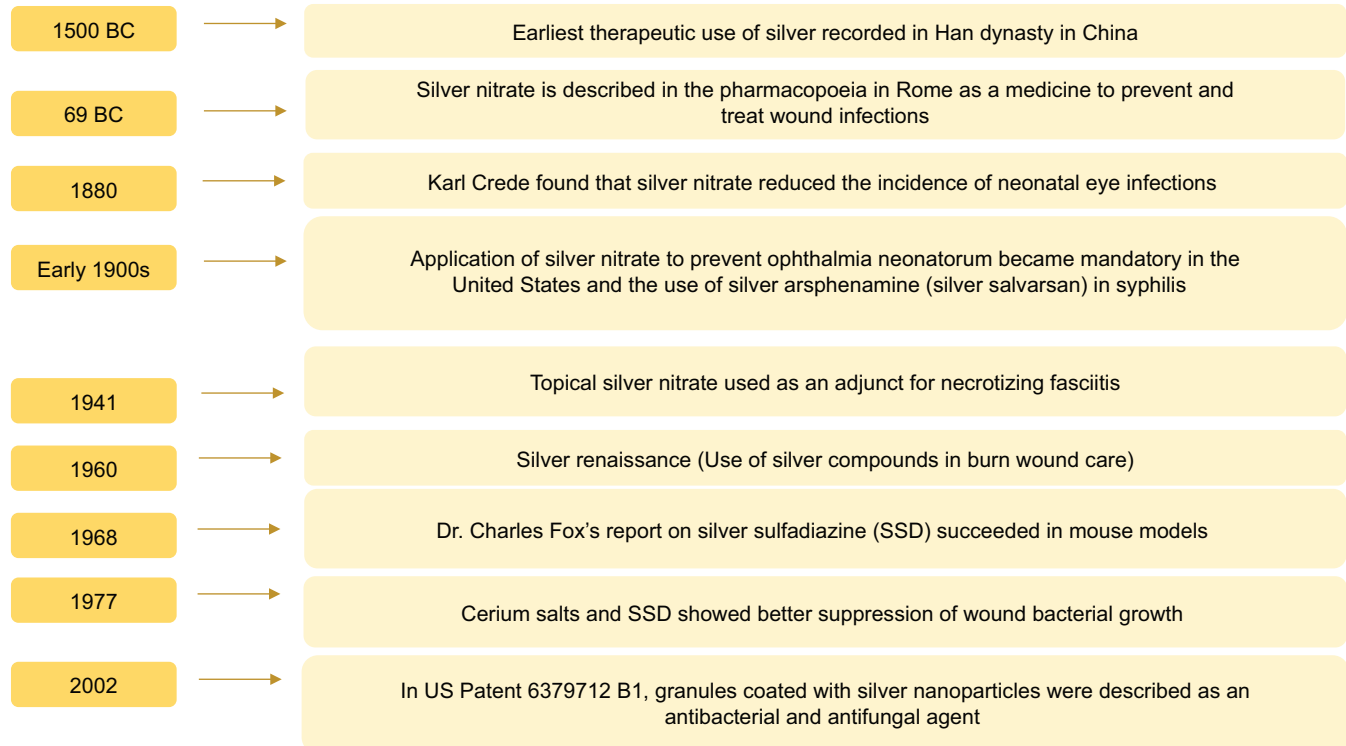 1500 BC
Earliest therapeutic use of silver recorded in Han dynasty in China
69 BC
Silver nitrate is described in the pharmacopoeia in Rome as a medicine to prevent and
treat wound infections
1880
Karl Crede found that silver nitrate reduced the incidence of neonatal eye infections
Early 1900s
Application of silver nitrate to prevent ophthalmia neonatorum became mandatory in the
United States and the use of silver arsphenamine (silver salvarsan) in syphilis
1941
Topical silver nitrate used as an adjunct for necrotizing fasciitis
1960
Silver renaissance (Use of silver compounds in burn wound care)
1968
Dr. Charles Fox’s report on silver sulfadiazine (SSD) succeeded in mouse models
1977
Cerium salts and SSD showed better suppression of wound bacterial growth
2002
In US Patent 6379712 B1, granules coated with silver nanoparticles were described as an
antibacterial and antifungal agent